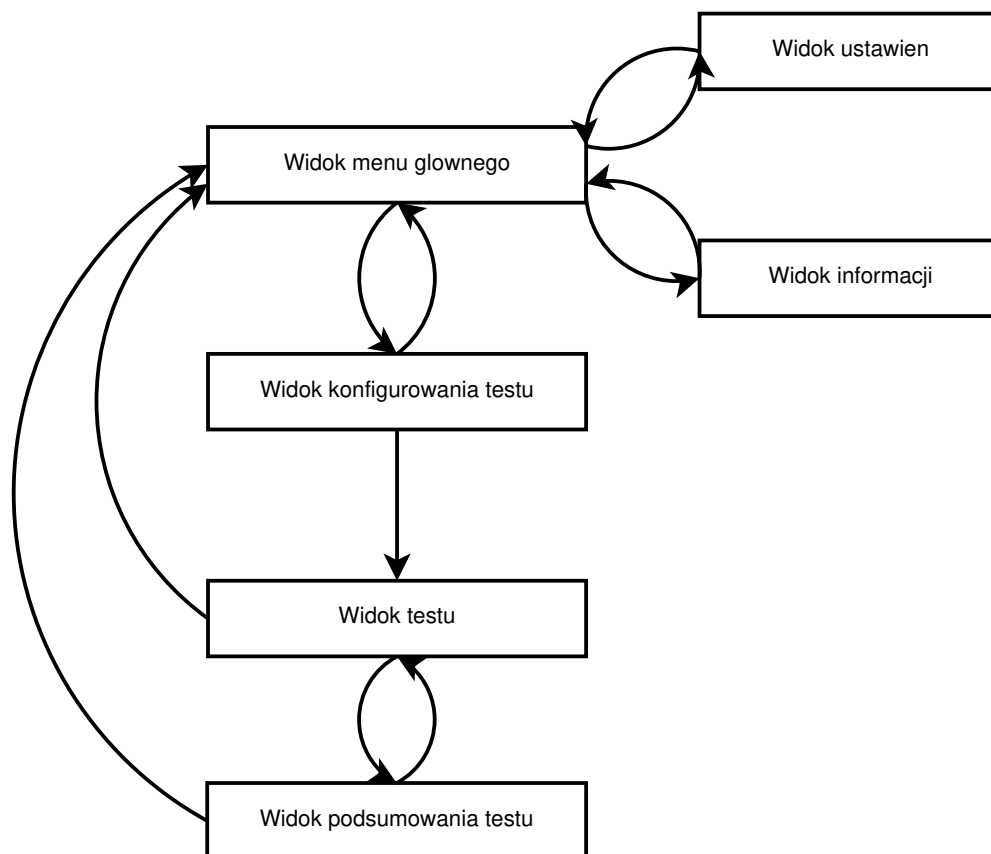 Widok ustawien
Widok menu glownego
Widok informacji
Widok konfigurowania testu
Widok testu
Widok podsumowania testu